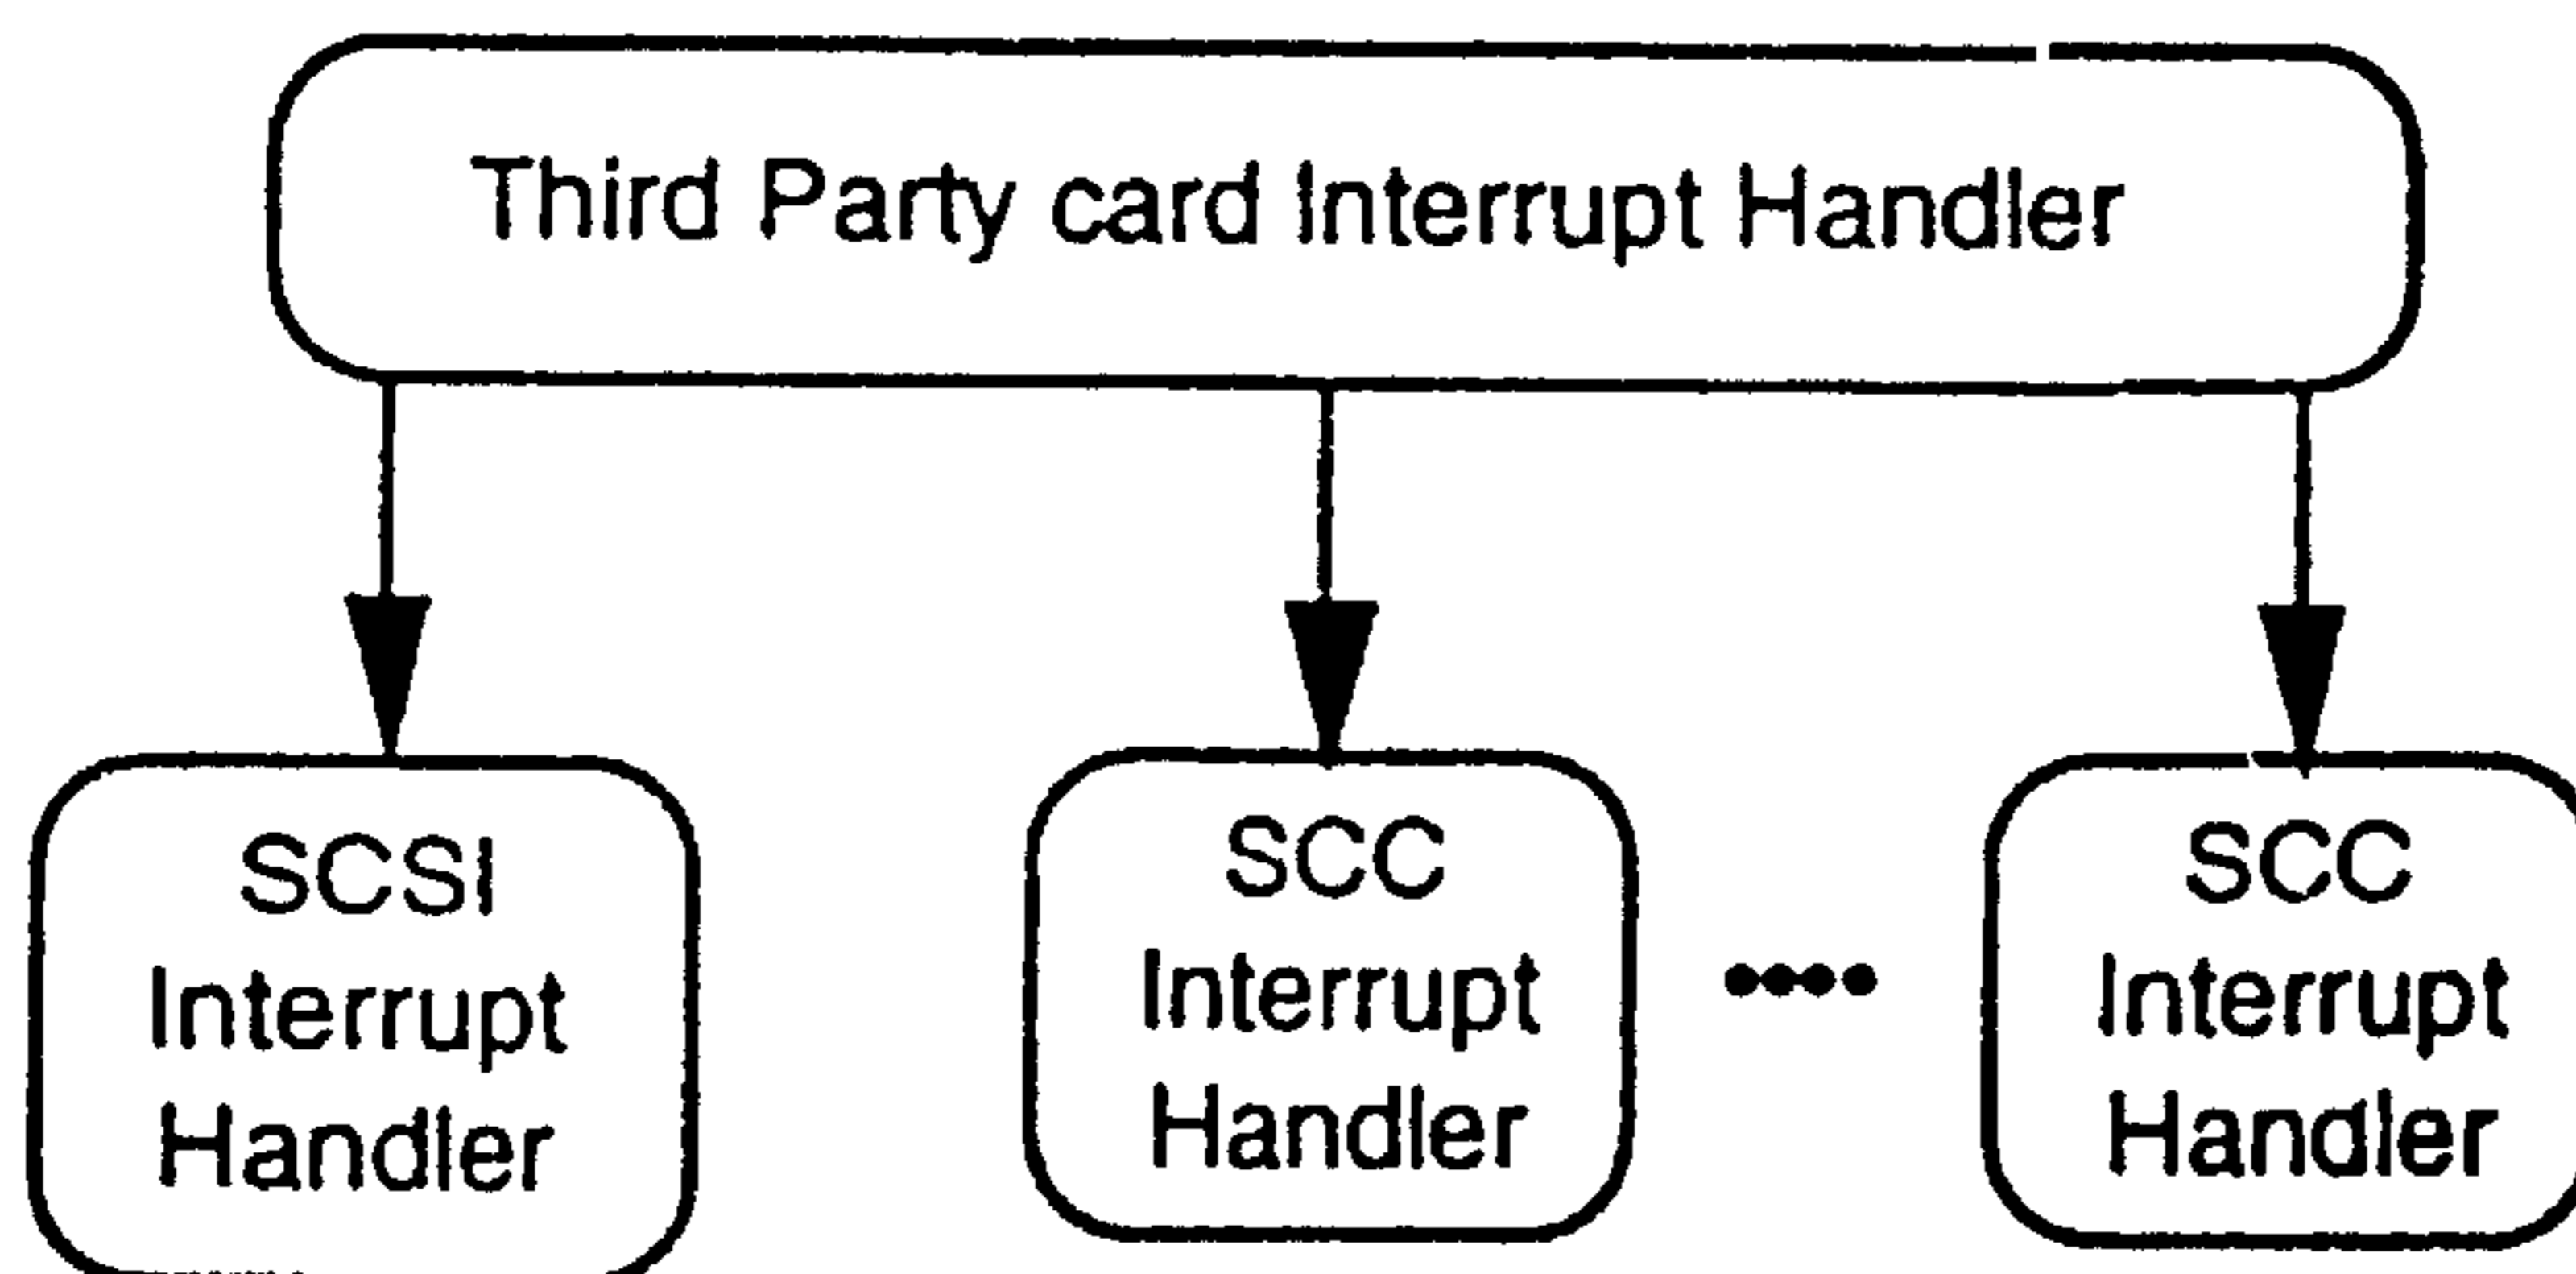 Third Party card Interrupt Handler
SCSI
Interrupt
Handler
SCC
Interrupt
Handler
SCC
Interrupt
Handler